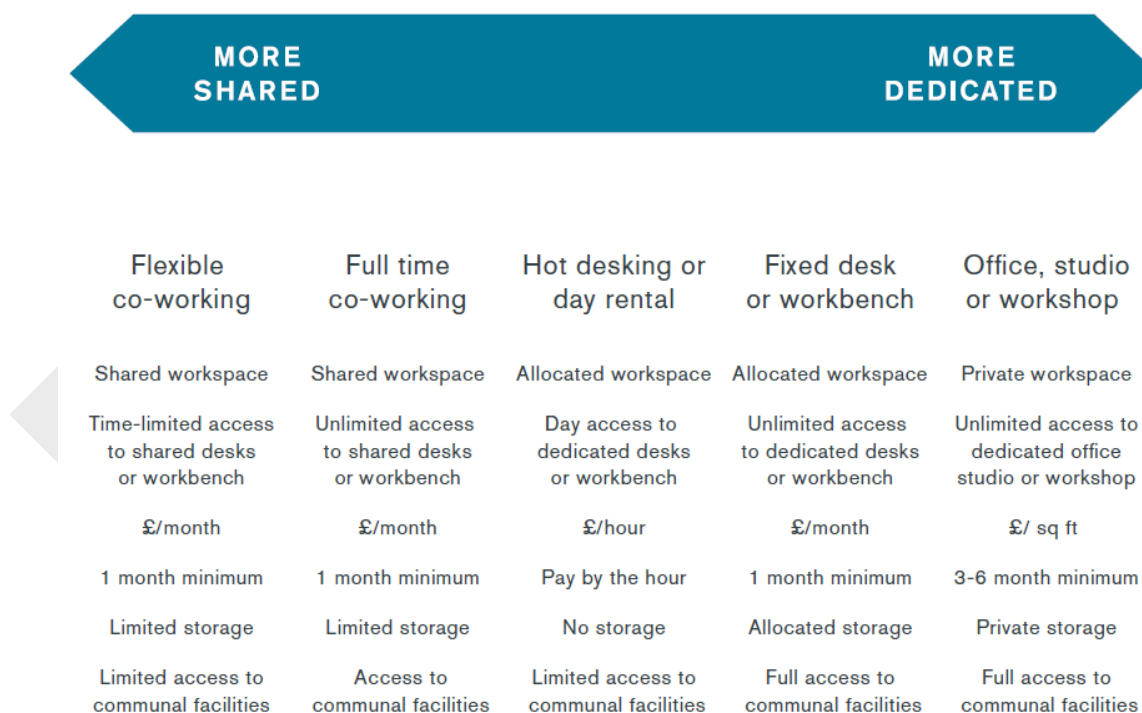 MORE
SHARED
MORE
DEDICATED
Flexible
co-working
Full time
co-working
Hot desking or
day rental
Fixed desk
or workbench
Office, studio
or workshop
Shared workspace
Shared workspace
Allocated workspace
Allocated workspace
Private workspace
Time-limited access
to shared desks
or workbench
Unlimited access
to shared desks
or workbench
Day access to
dedicated desks
or workbench
Unlimited access
to dedicated desks
or workbench
Unlimited access to
dedicated office
studio or workshop
£/month
£/month
£/hour
£/month
£/ sq ft
1 month minimum
1 month minimum
Pay by the hour
1 month minimum
3-6 month minimum
Limited storage
Limited storage
No storage
Allocated storage
Private storage
Limited access to
communal facilities
Access to
communal facilities
Limited access to
communal facilities
Full access to
communal facilities
Full access to
communal facilities